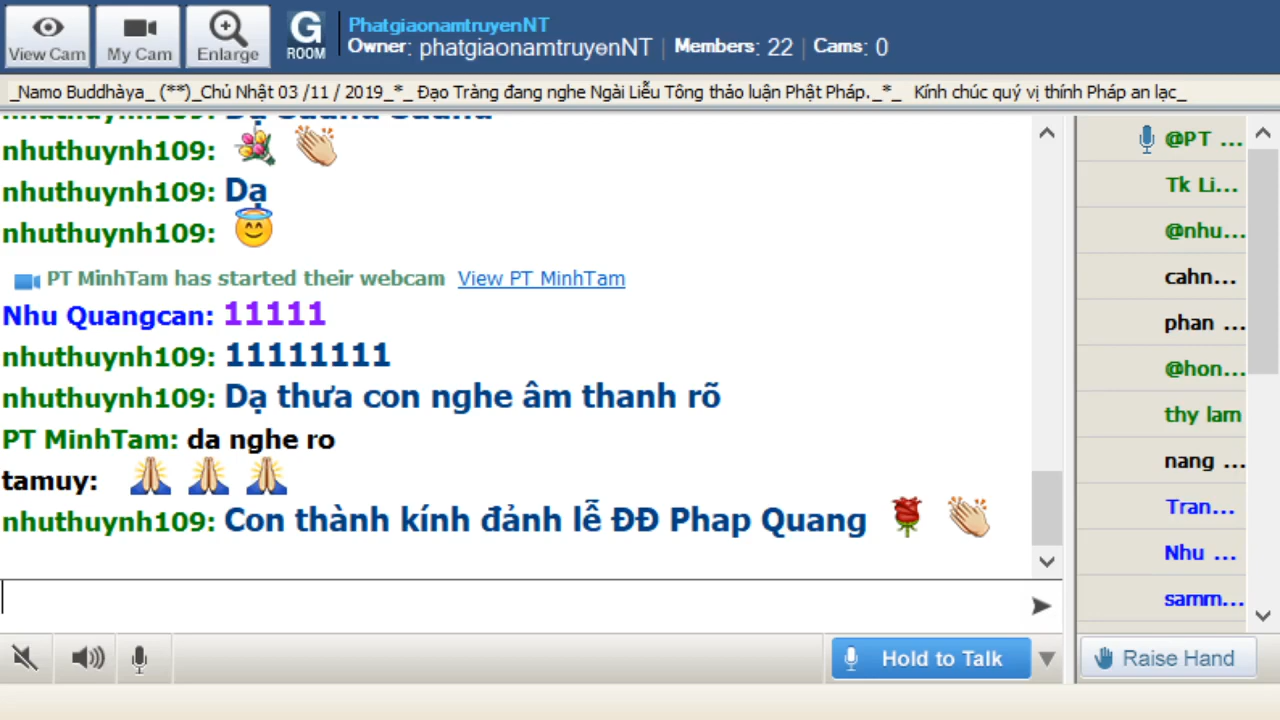 View Cam
My Cam
Enlarge
G
ROOM
PhatgiaonamtruyenNT
Owner: phatgiaonamtruyenNT | Members: 22 | Cams: 0
_Namo Buddhàya_ (**)_Chủ Nhật 03 /11 / 2019_*_ Đạo Tràng đang nghe Ngài Liễu Tông thảo luận Phật Pháp._*_ Kính chúc quý vị thính Pháp an lạc_
nhuthuynh109:
nhuthuynh109:
nhuthuynh109: Dạ
nhuthuynh109:
PT MinhTam has started their webcam View PT MinhTam
Nhu Quangcan: 11111
nhuthuynh109: 11111111
nhuthuynh109: Dạ thưa con nghe âm thanh rõ
PT MinhTam: da nghe ro
tamuy:
nhuthuynh109: Con thành kính đảnh lễ ĐĐ Phap Quang
@PT ...
Tk Li...
@nhu...
cahn...
phan ...
@hon...
thy lam
nang ...
Tran...
Nhu ...
samm...
Hold to Talk
Raise Hand